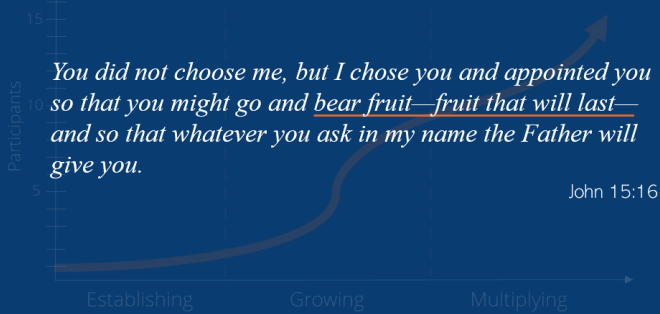 15
You did not choose me, but I chose you and appointed you
so that you might go and bear fruit—fruit that will last—
and so that whatever you ask in my name the Father will
give you.
John 15:16
Participants
10
5
Establishing Growing Multiplying